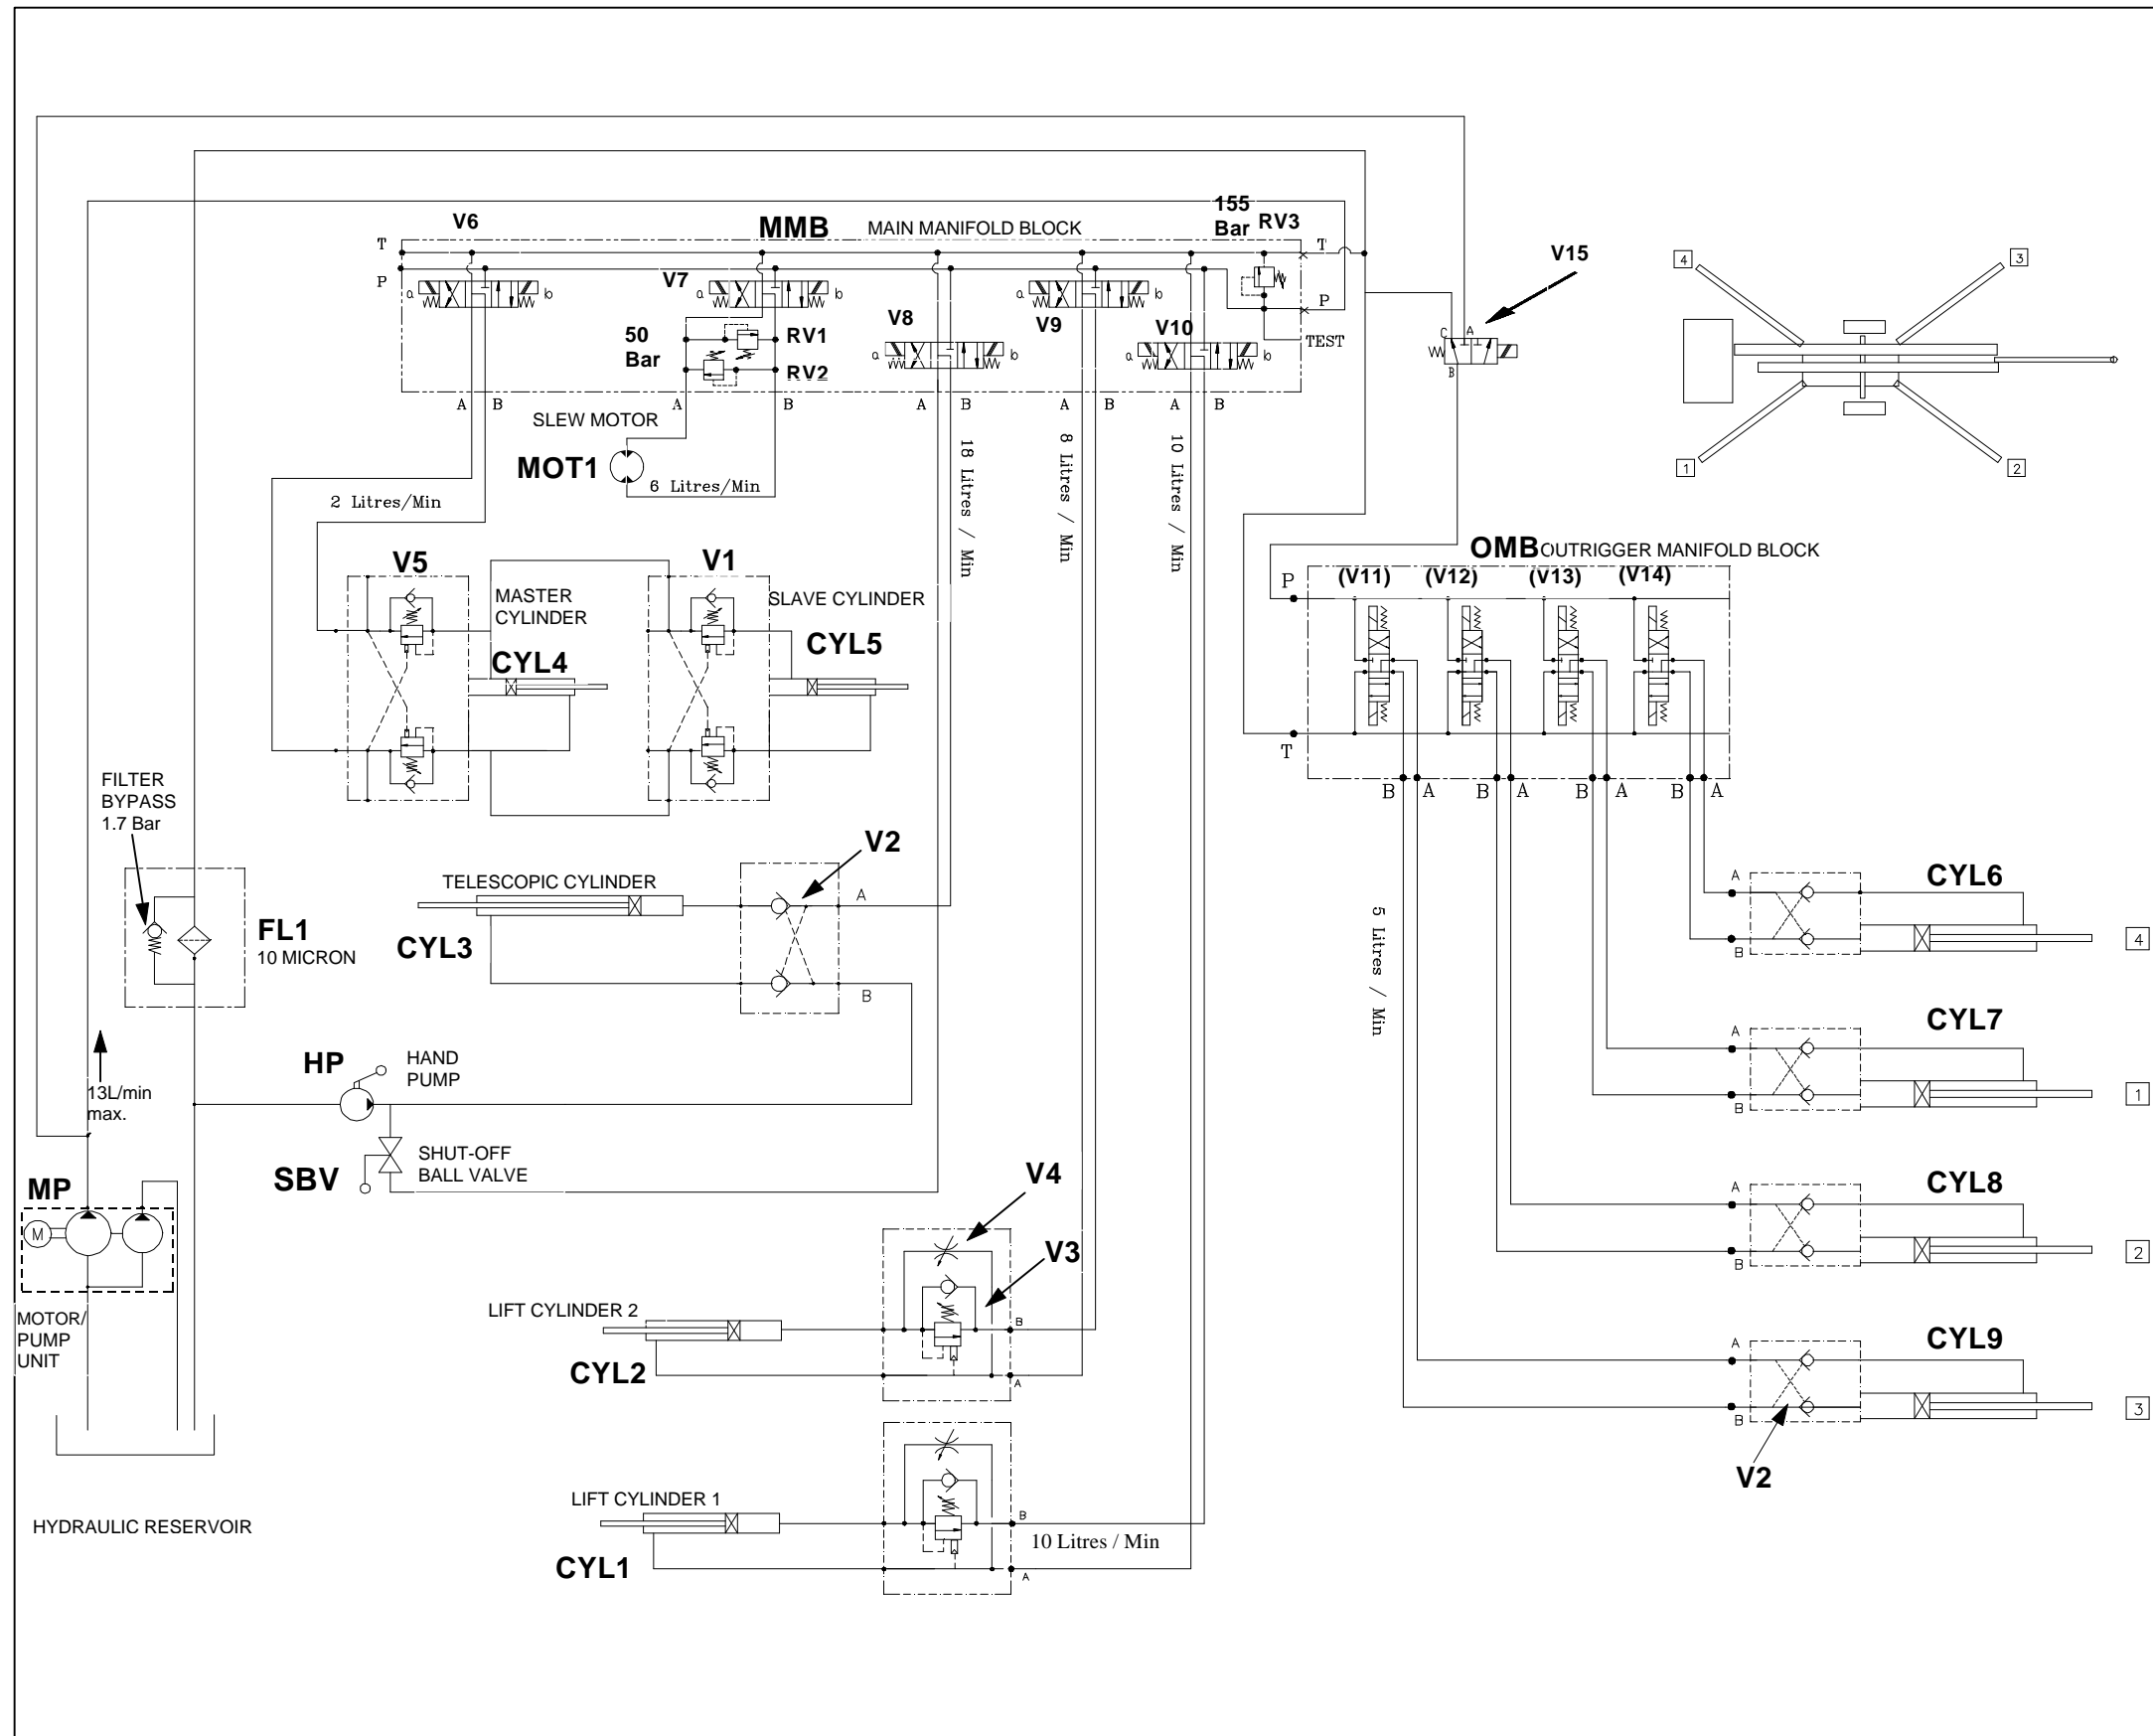 155
Bar RV3
V6
MMB MAIN MANIFOLD BLOCK
T
T
V15
P
V7
a b
a b
a b
P
50
Bar
RV1
RV2
V8
V9
V10
a b
a b
TEST
C A
B
4
3
1
2
A B
A B
A B
A B
A B
SLEW MOTOR
MOT1
6 Litres/Min
2 Litres/Min
18 Litres / Min
8 Litres / Min
10 Litres / Min
V5
V1
MASTER
CYLINDER
CYL4
SLAVE CYLINDER
CYL5
OMB OUTRIGGER MANIFOLD BLOCK
P
(V11) (V12) (V13) (V14)
T
B A
B A
B A
B A
5 Litres / Min
FILTER
BYPASS
1.7 Bar
FL1
10 MICRON
TELESCOPIC CYLINDER
CYL3
V2
A
B
HP
HAND
PUMP
13L/min
max.
SBV
SHUT-OFF
BALL VALVE
MP
M
MOTOR/
PUMP
UNIT
HYDRAULIC RESERVOIR
V4
V3
LIFT CYLINDER 2
CYL2
B
A
LIFT CYLINDER 1
CYL1
B
10 Litres / Min
A
A
CYL6
B
4
A
CYL7
B
1
A
CYL8
B
2
A
CYL9
B
3
V2